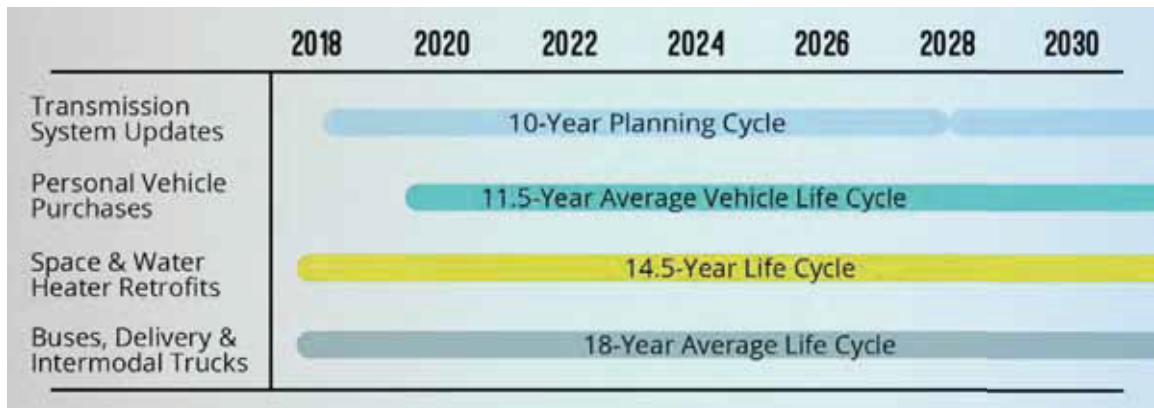 2018 2020 2022 2024 2026 2028 2030
Transmission
System Updates
10-Year Planning Cycle
Personal Vehicle
Purchases
11.5-Year Average Vehicle Life Cycle
Space & Water
Heater Retrofits
14.5-Year Life Cycle
Buses, Delivery &
Intermodal Trucks
18-Year Average Life Cycle